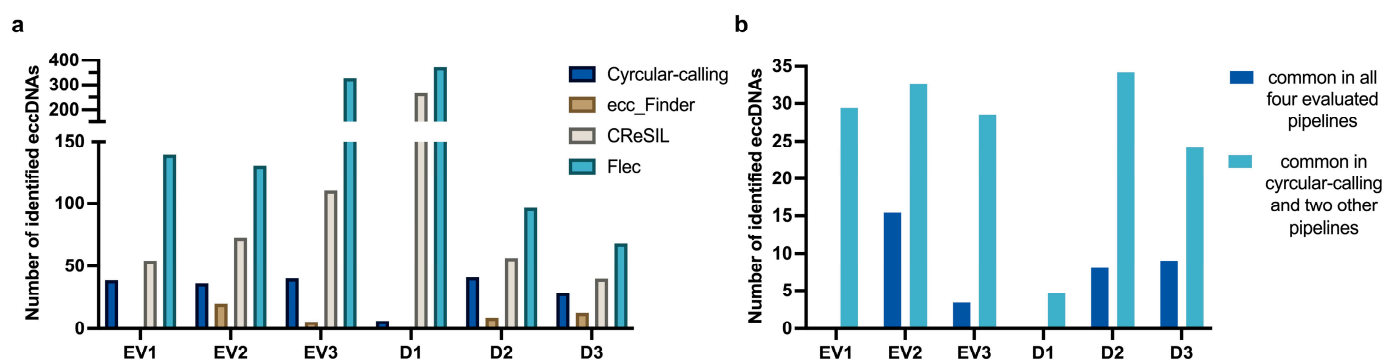 a
Number of identified eccDNAs
400
300
200
150
100
50
0
EV1
EV2
EV3
D1
D2
D3
Cyrcular-calling
ecc_Finder
CReSIL
Flec
b
Number of identified eccDNAs
35
30
25
20
15
10
5
0
EV1
EV2
EV3
D1
D2
D3
common in all
four evaluated
pipelines
common in
cyrcular-calling
and two other
pipelines